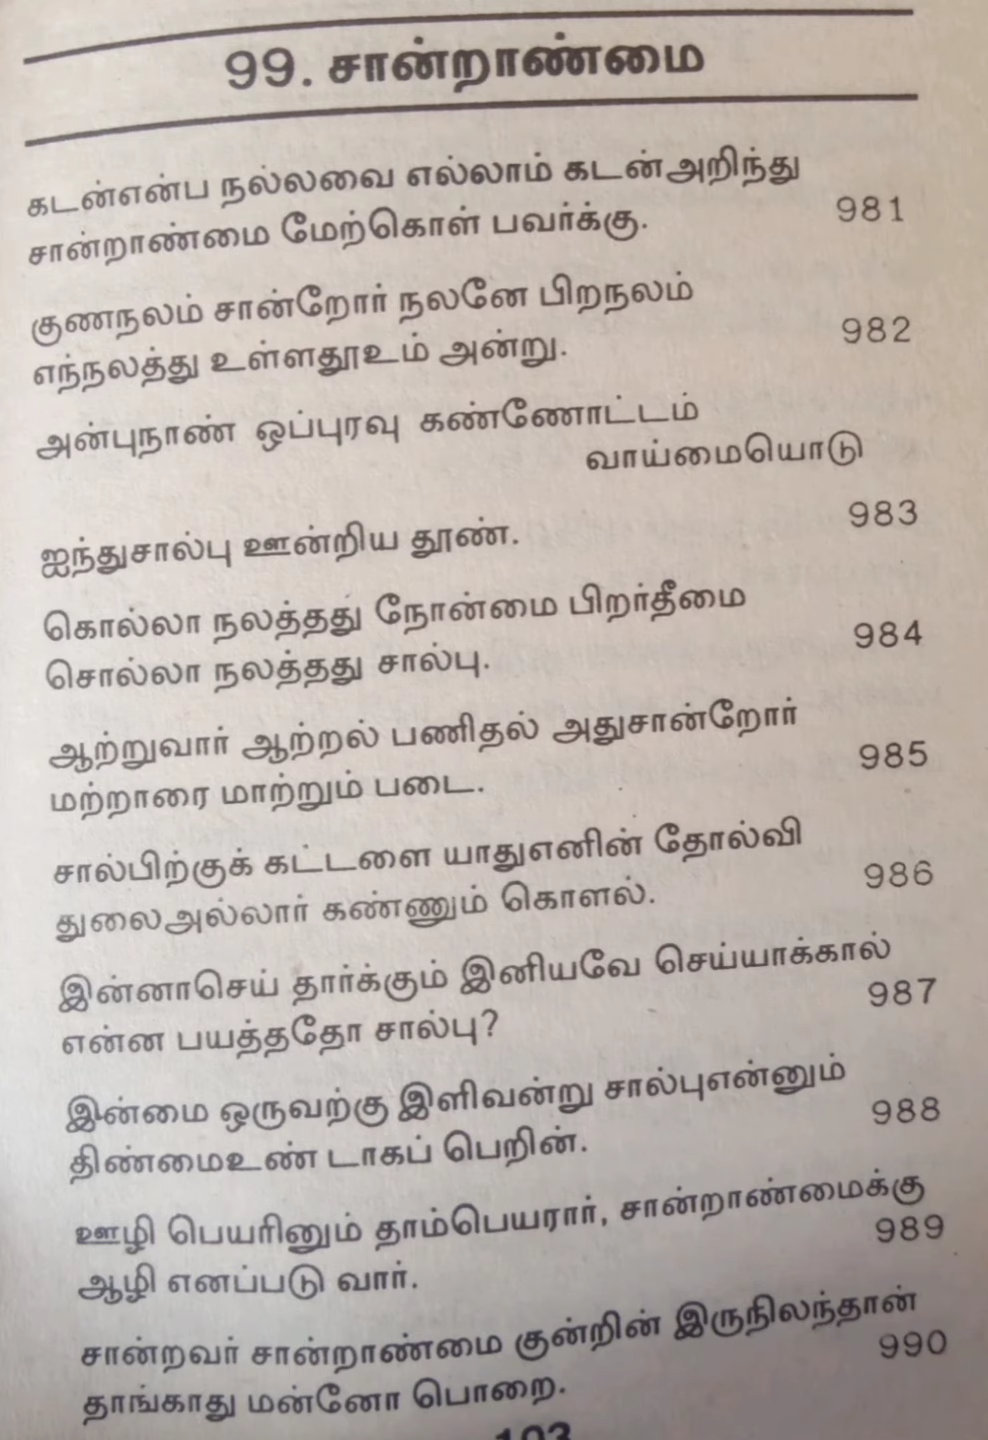 99. சான்றாண்மை
கடன்என்ப நல்லவை எல்லாம் கடன்அறிந்து
சான்றாண்மை மேற்கொள் பவர்க்கு. 981
குணநலம் சான்றோர் நலனே பிறநலம்
எந்நலத்து உள்ளதூஉம் அன்று. 982
அன்புநாண் ஒப்புரவு கண்ணோட்டம்
வாய்மையொடு
ஐந்துசால்பு ஊன்றிய தூண். 983
கொல்லா நலத்தது நோன்மை பிறர்தீமை
சொல்லா நலத்தது சால்பு. 984
ஆற்றுவார் ஆற்றல் பணிதல் அதுசான்றோர்
மற்றாரை மாற்றும் படை. 985
சால்பிற்குக் கட்டளை யாதுஎனின் தோல்வி
துலைஅல்லார் கண்ணும் கொளல். 986
இன்னாசெய் தார்க்கும் இனியவே செய்யாக்கால்
என்ன பயத்ததோ சால்பு? 987
இன்மை ஒருவற்கு இளிவன்று சால்புஎன்னும்
திண்மைஉண் டாகப் பெறின். 988
ஊழி பெயரினும் தாம்பெயரார், சான்றாண்மைக்கு
ஆழி எனப்படு வார். 989
சான்றவர் சான்றாண்மை குன்றின் இருநிலந்தான்
தாங்காது மன்னோ பொறை. 990